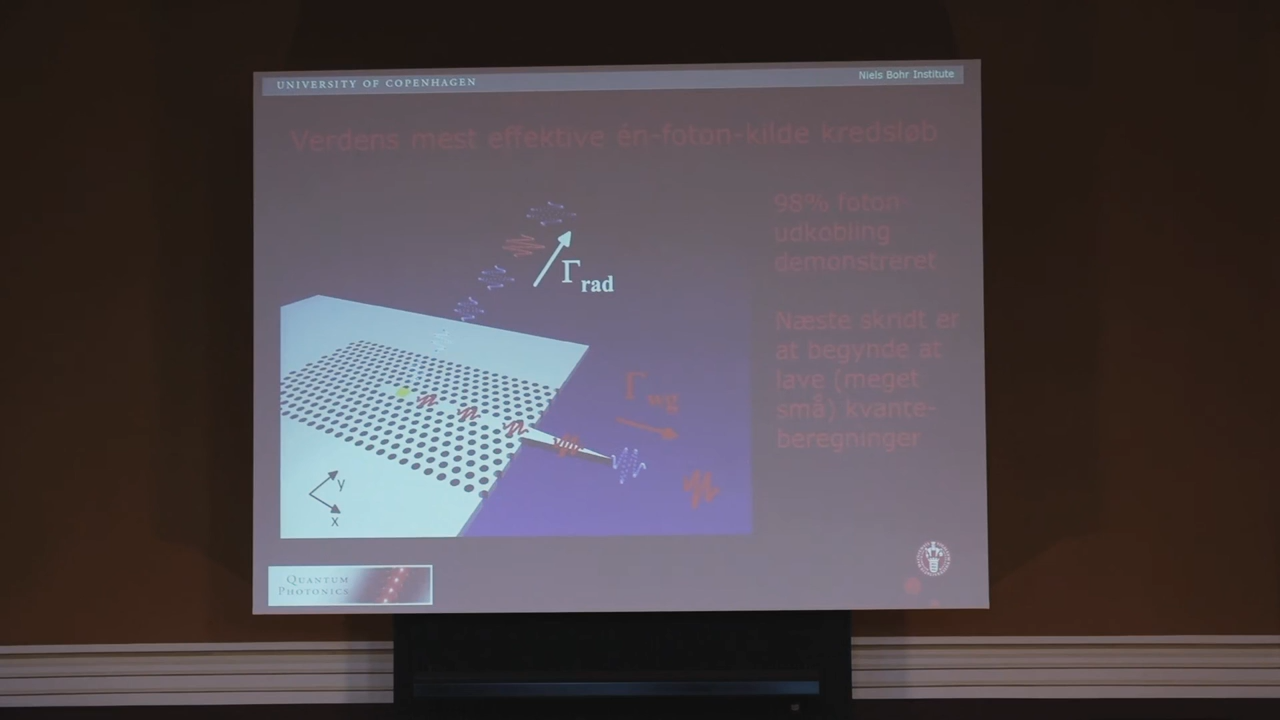 UNIVERSITY OF COPENHAGEN
Niels Bohr Institute
Verdens mest effektive én-foton-kilde kredsløb
98% foton-
udkobling
demonstreret
Næste skridt er
at begynde at
lave (meget
små) kvante-
beregninger
Γrad
Γwg
y
x
QUANTUM
PHOTONICS